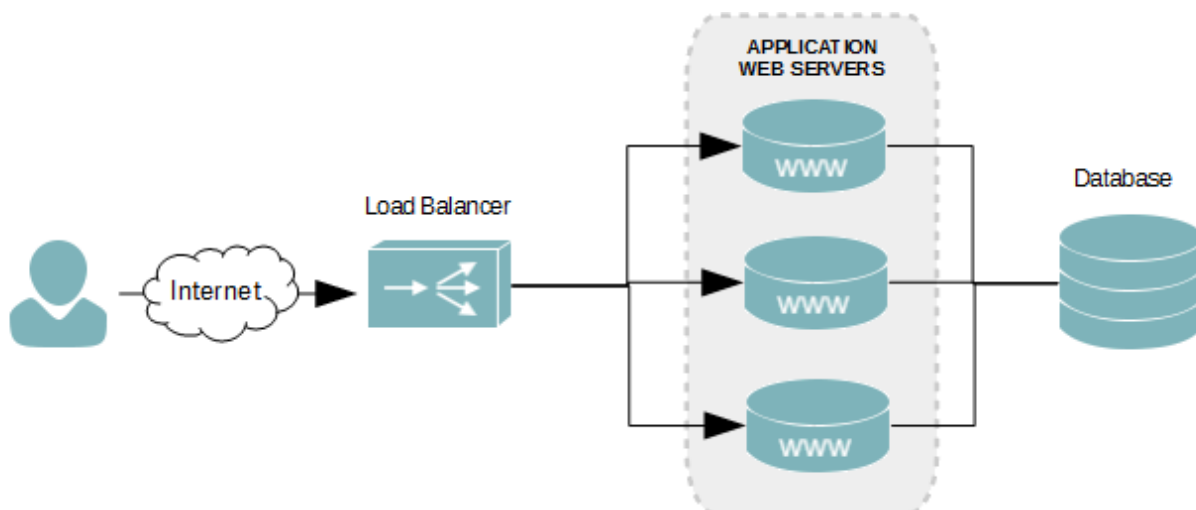 APPLICATION
WEB SERVERS
WWW
Database
Load Balancer
Internet
WWW
WWW